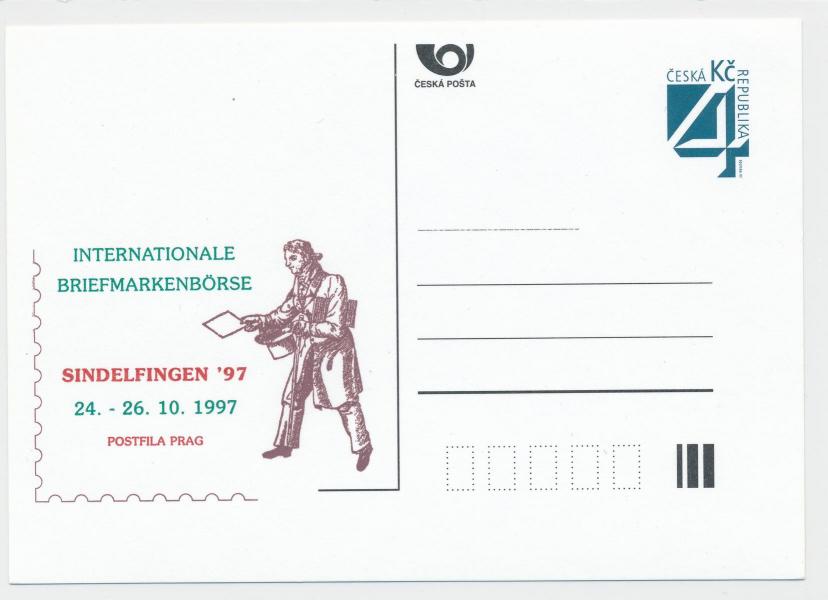 INTERNATIONALE
BRIEFMARKENBÖRSE
SINDELFINGEN '97
24. - 26. 10. 1997
POSTFILA PRAG
ČESKÁ POŠTA
ČESKÁ Kč
REPUBLIKA
4